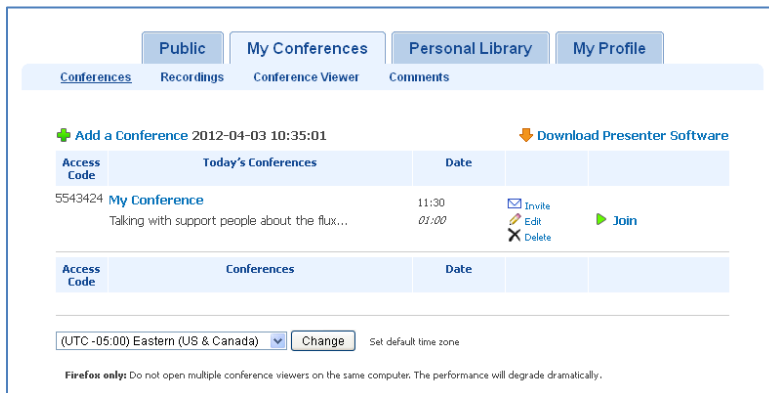 Public My Conferences Personal Library My Profile
Conferences Recordings Conference Viewer Comments
Add a Conference 2012-04-03 10:35:01 Download Presenter Software
Access Code Today's Conferences Date
5543424 My Conference 11:30 Invite
Talking with support people about the flux... 01:00 Edit Join
Delete
Access Code Conferences Date
(UTC -05:00) Eastern (US & Canada) Change Set default time zone
Firefox only: Do not open multiple conference viewers on the same computer. The performance will degrade dramatically.